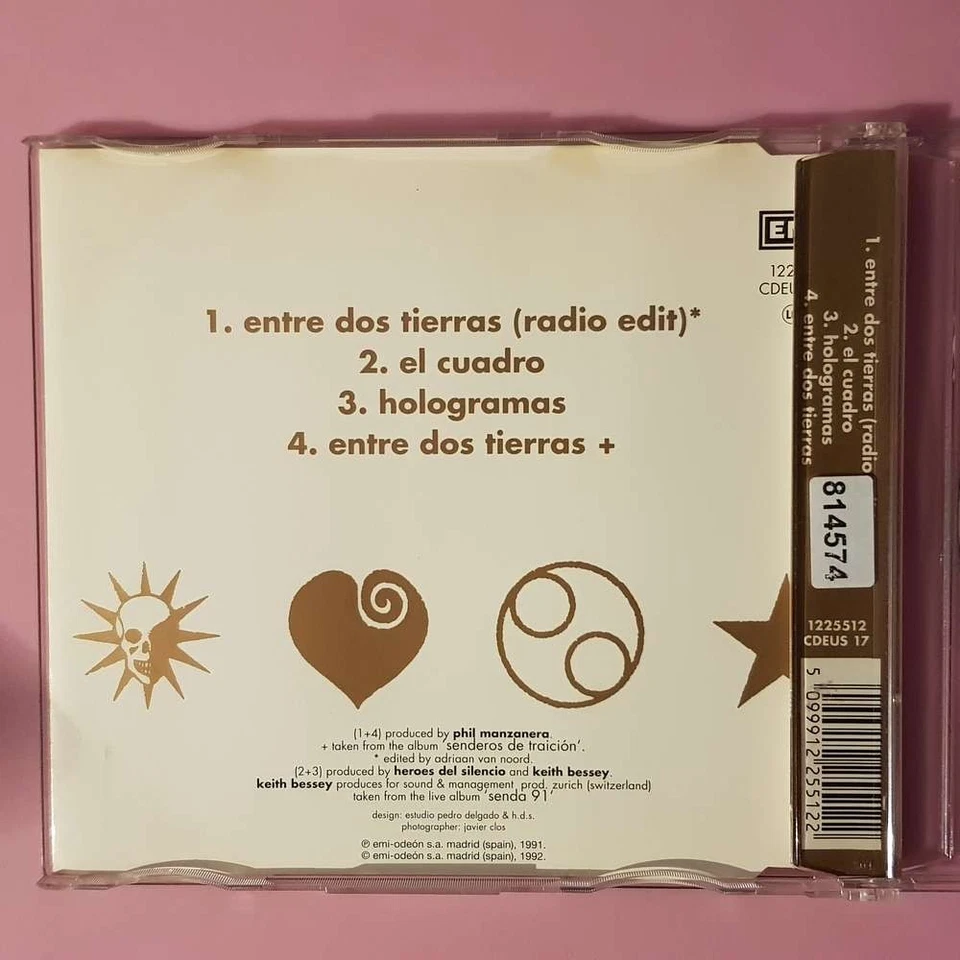 1. entre dos tierras (radio edit)*
2. el cuadro
3. hologramas
4. entre dos tierras +
(1+4) produced by phil manzanera.
+ taken from the album 'senderos de traición'.
* edited by adriaan van noord.
(2+3) produced by heroes del silencio and keith bessey.
keith bessey produces for sound & management, prod. zurich (switzerland)
taken from the live album 'senda 91'
design: estudio pedro delgado & h.d.s.
photographer: javier clos
℗ emi-odeón s.a. madrid (spain), 1991.
© emi-odeón s.a. madrid (spain), 1992.
1. entre dos tierras (radio
2. el cuadro
3. hologramas
4. entre dos tierras
814574
1225512
CDEUS 17
5 099912 255122